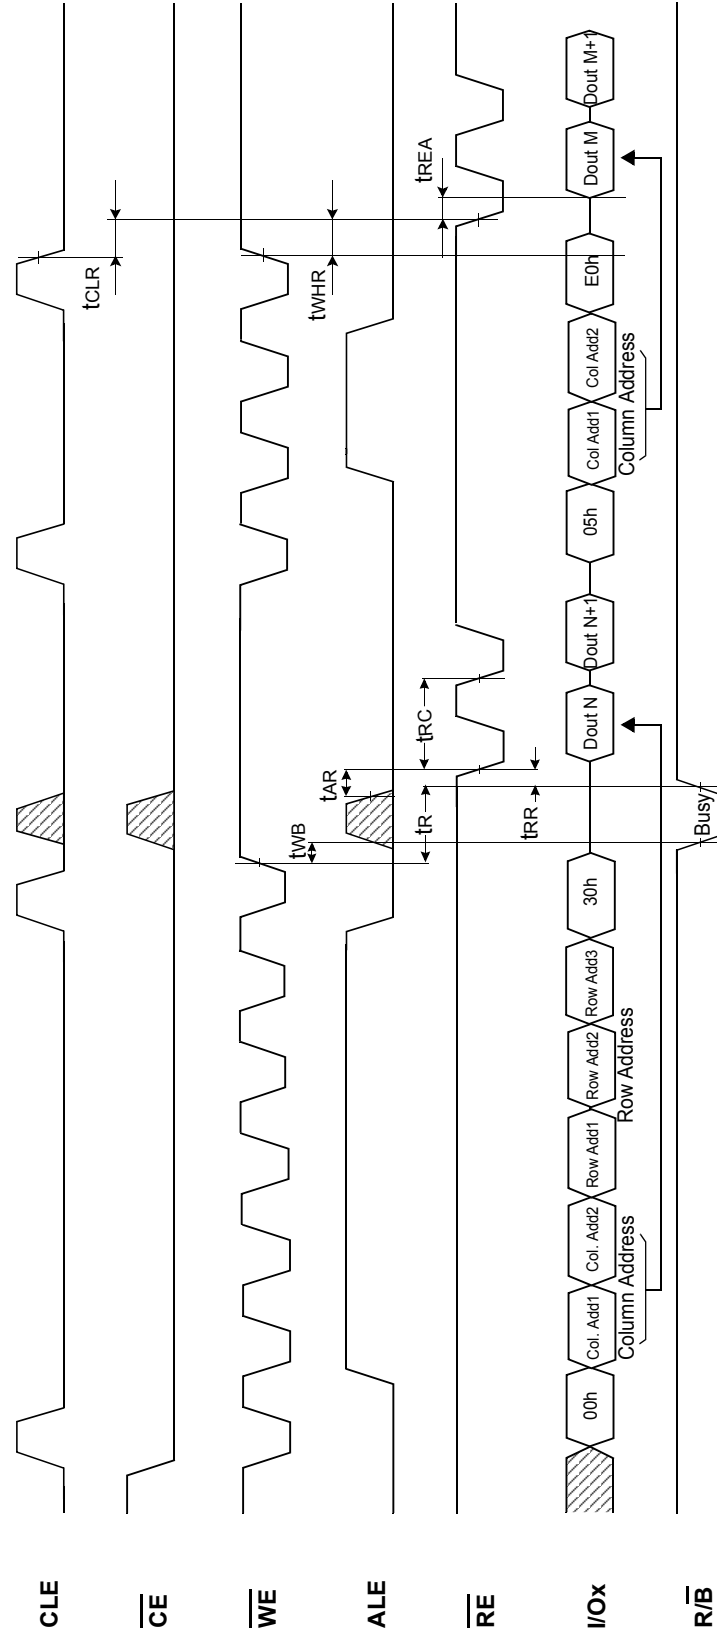 CLE
tCLR
CE
WE
tWB
tWHR
ALE
tAR
tR
tRC
tREA
RE
tRR
I/Ox
00h
Col. Add1
Col. Add2
Row Add1
Row Add2
Row Add3
30h
Dout N
Dout N+1
05h
Col Add1
Col Add2
E0h
Dout M
Dout M+1
Column Address
Row Address
Column Address
R/B
Busy